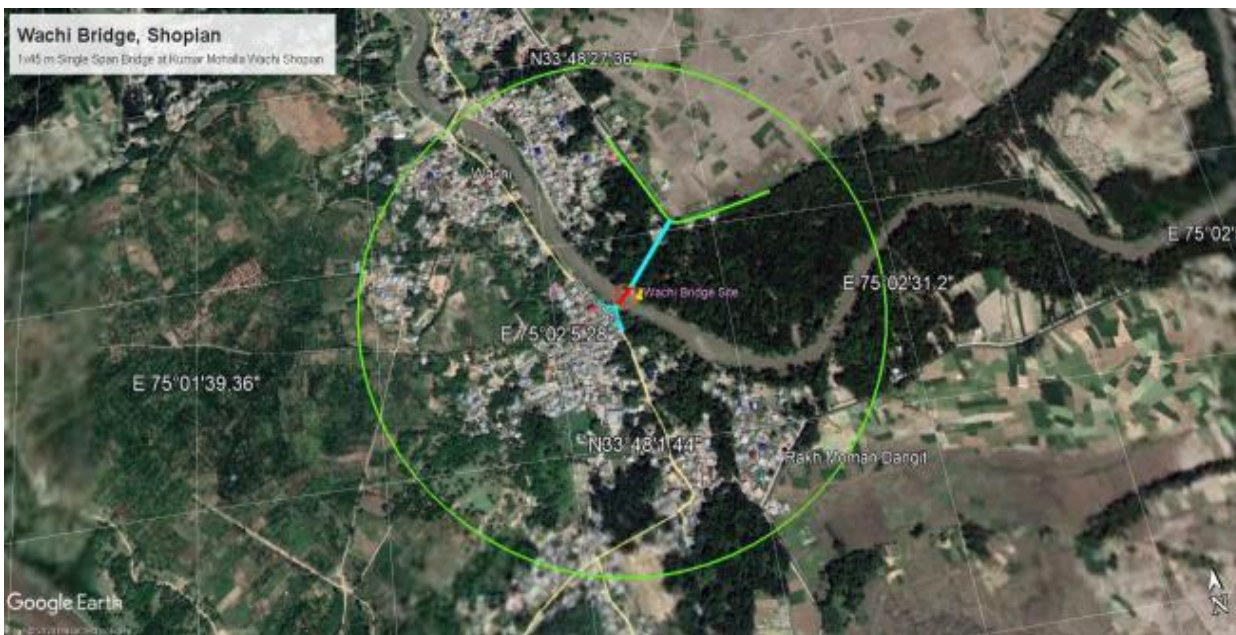 Wachi Bridge, Shopian
1x45 m Single Span Bridge at Kumar Mohalla Wachi Shopian
N33°48'27.36"
Wachi
E 75°02'
E 75°02'31.2"
Wachi Bridge Site
E 75°02'5.28"
E 75°01'39.36"
N33°48'1.44"
Rakh Moman Dangit
N
Google Earth